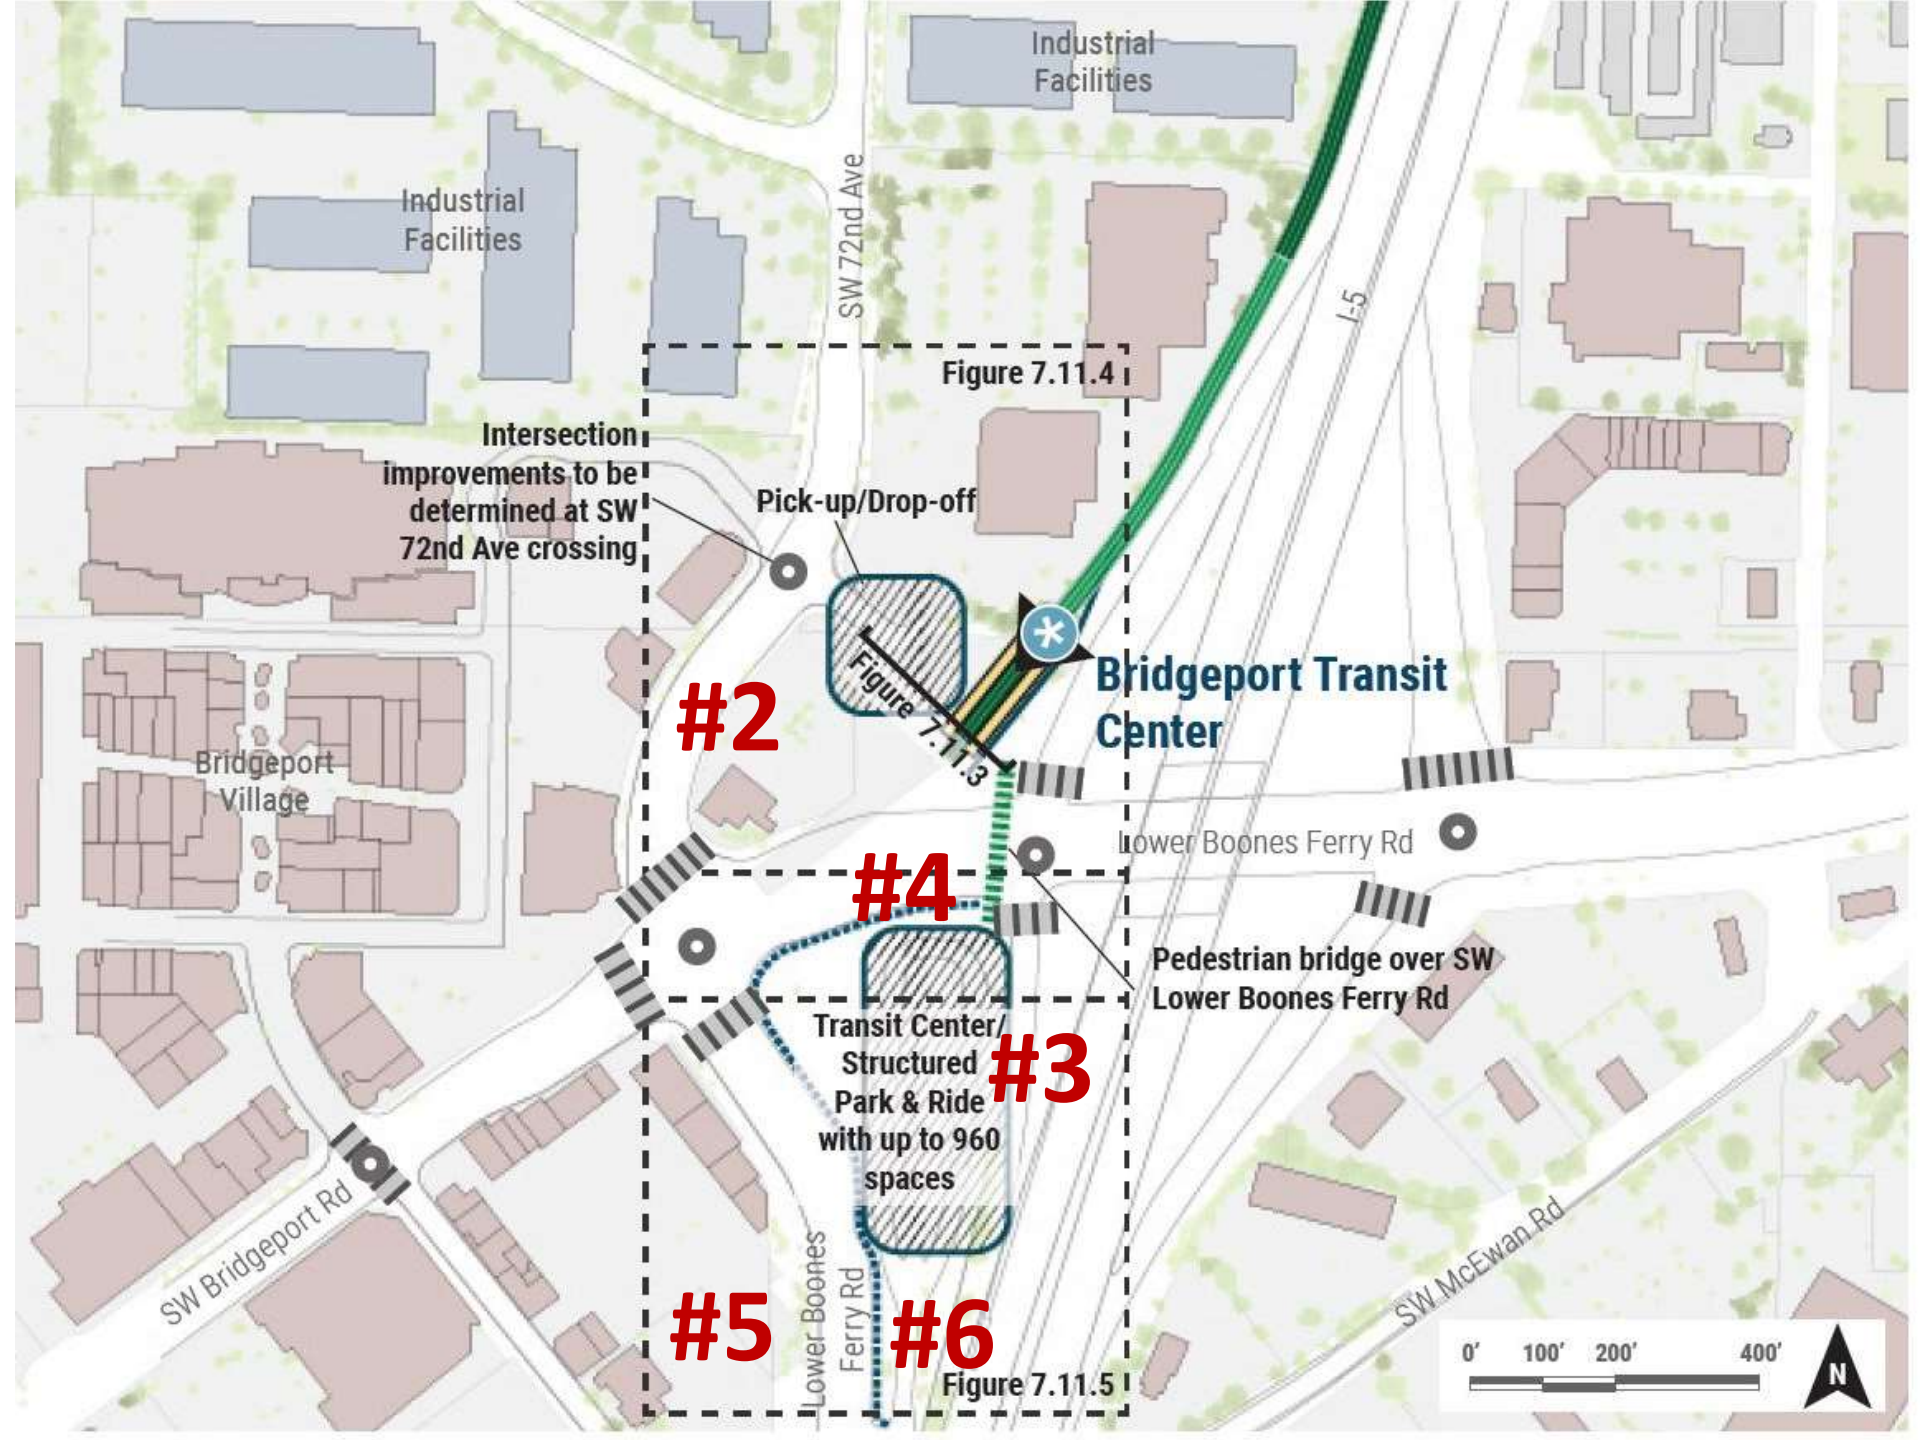 Industrial
Facilities
Industrial
Facilities
SW 72nd Ave
I-5
Figure 7.11.4
Intersection
improvements to be
determined at SW
72nd Ave crossing
Pick-up/Drop-off
Figure 7.11.3
Bridgeport Transit
Center
#2
Bridgeport
Village
Lower Boones Ferry Rd
#4
Pedestrian bridge over SW
Lower Boones Ferry Rd
Transit Center/
Structured
Park & Ride
with up to 960
spaces
#3
SW Bridgeport Rd
SW McEwan Rd
Lower Boones
Ferry Rd
#5
#6
Figure 7.11.5
0' 100' 200' 400'
N